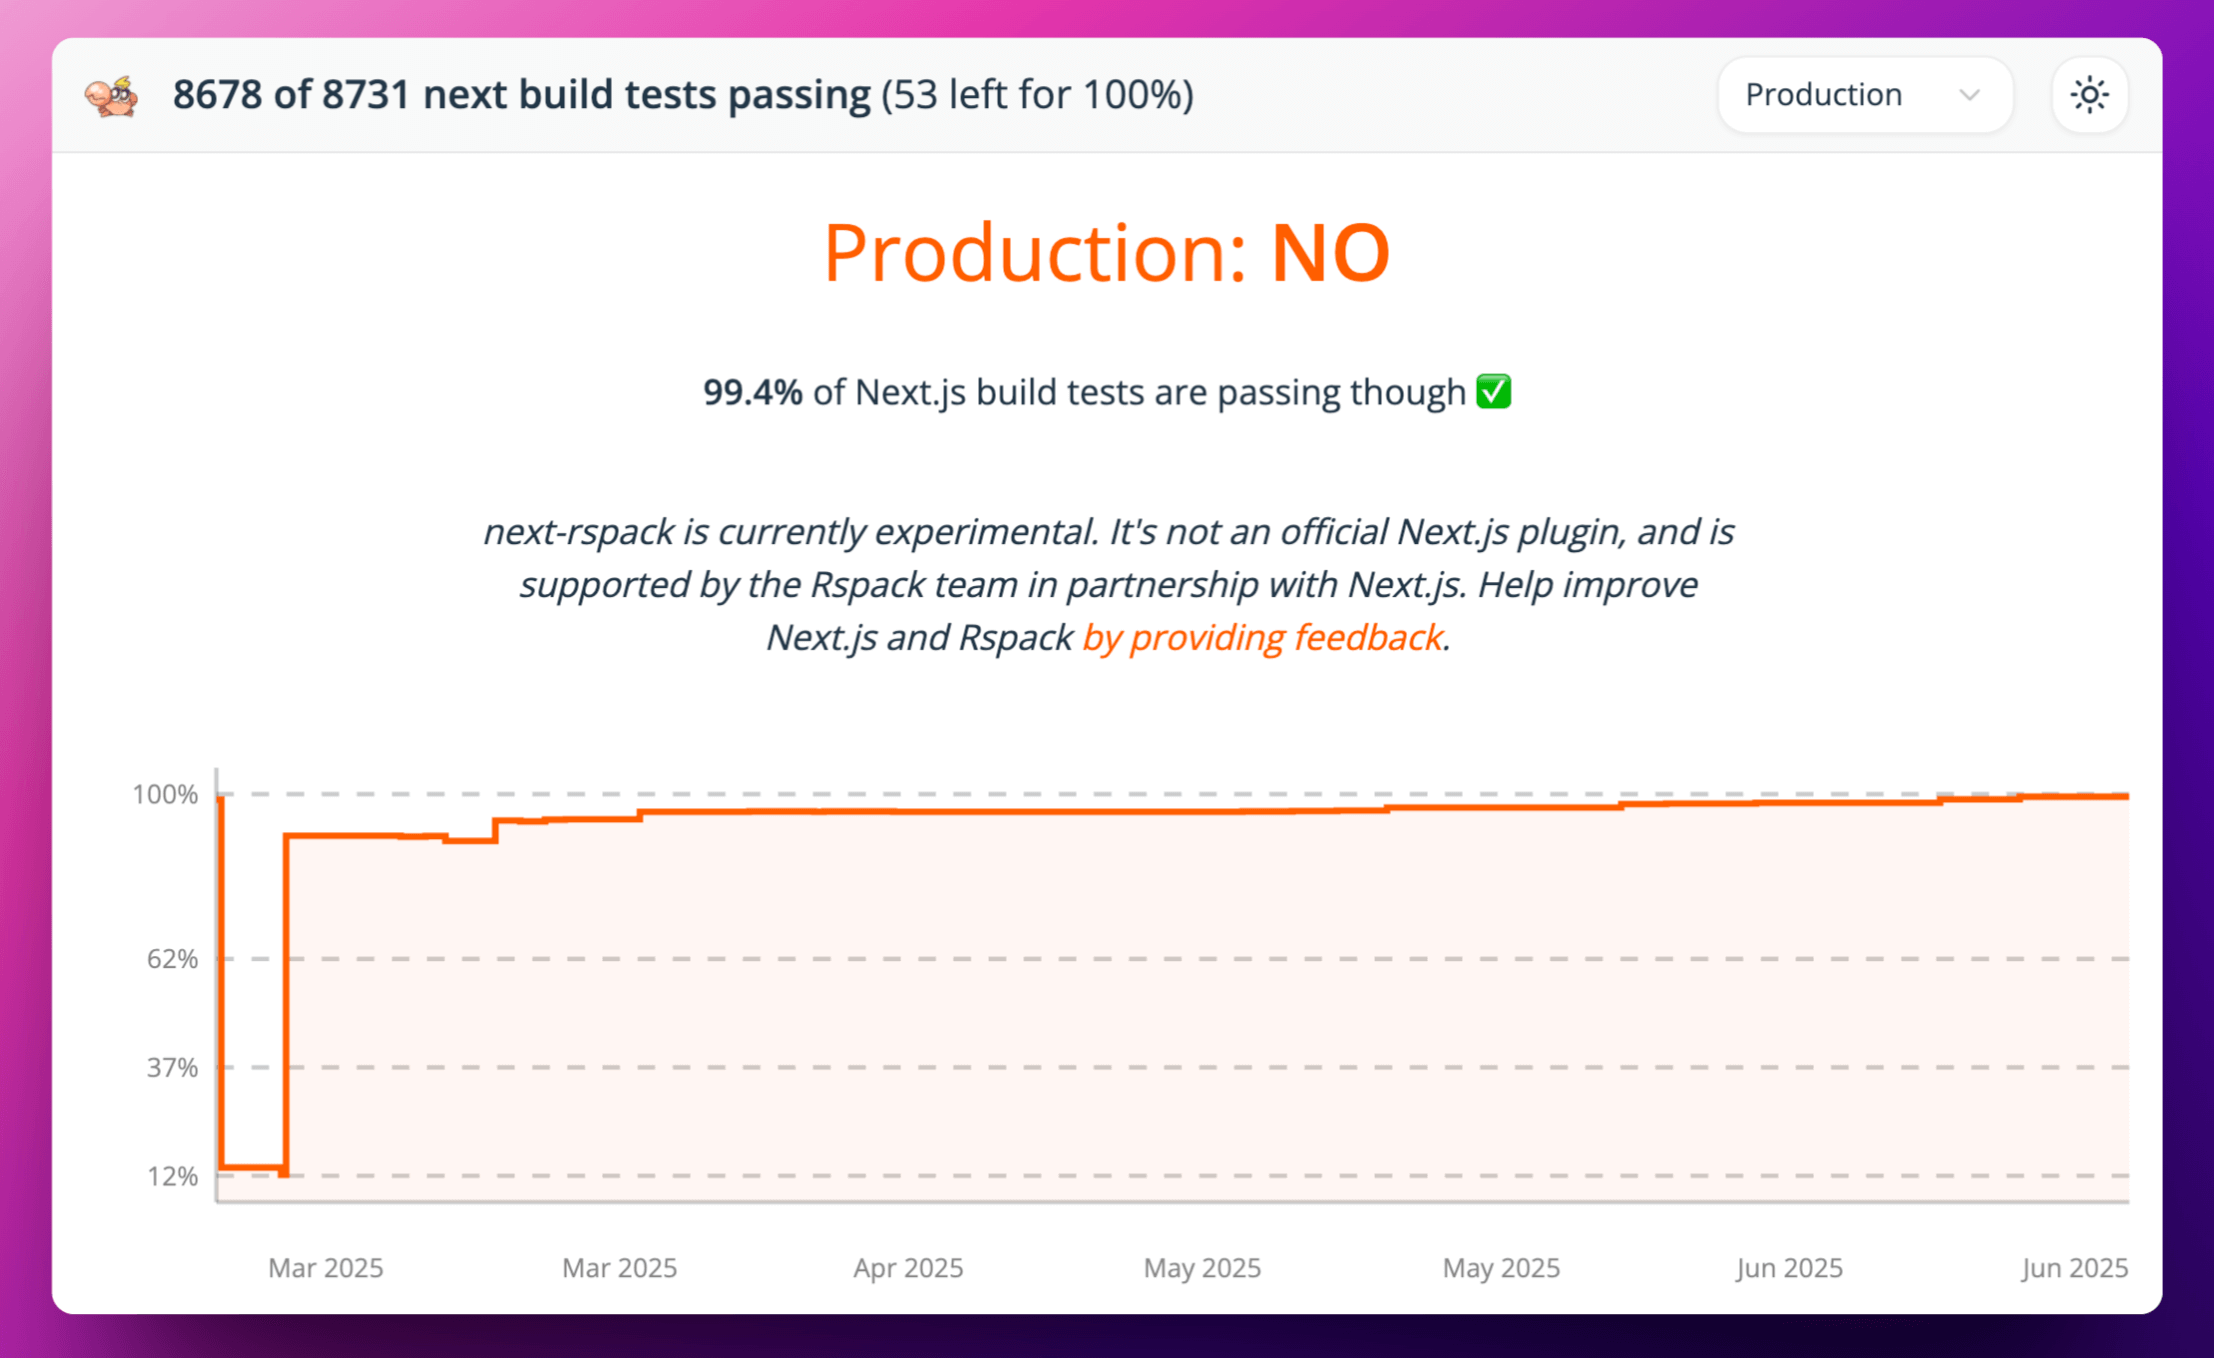 8678 of 8731 next build tests passing (53 left for 100%)
Production
Production: NO
99.4% of Next.js build tests are passing though ✅
next-rspack is currently experimental. It's not an official Next.js plugin, and is
supported by the Rspack team in partnership with Next.js. Help improve
Next.js and Rspack by providing feedback.
100%
62%
37%
12%
Mar 2025
Mar 2025
Apr 2025
May 2025
May 2025
Jun 2025
Jun 2025